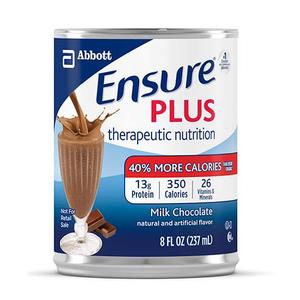 Abbott
Ensure®
PLUS
therapeutic nutrition
40% MORE CALORIES
13g Protein
350 Calories
26 Vitamins & Minerals
Not For
Retail
Sale
Milk Chocolate
natural and artificial flavor
8 FL OZ (237 mL)